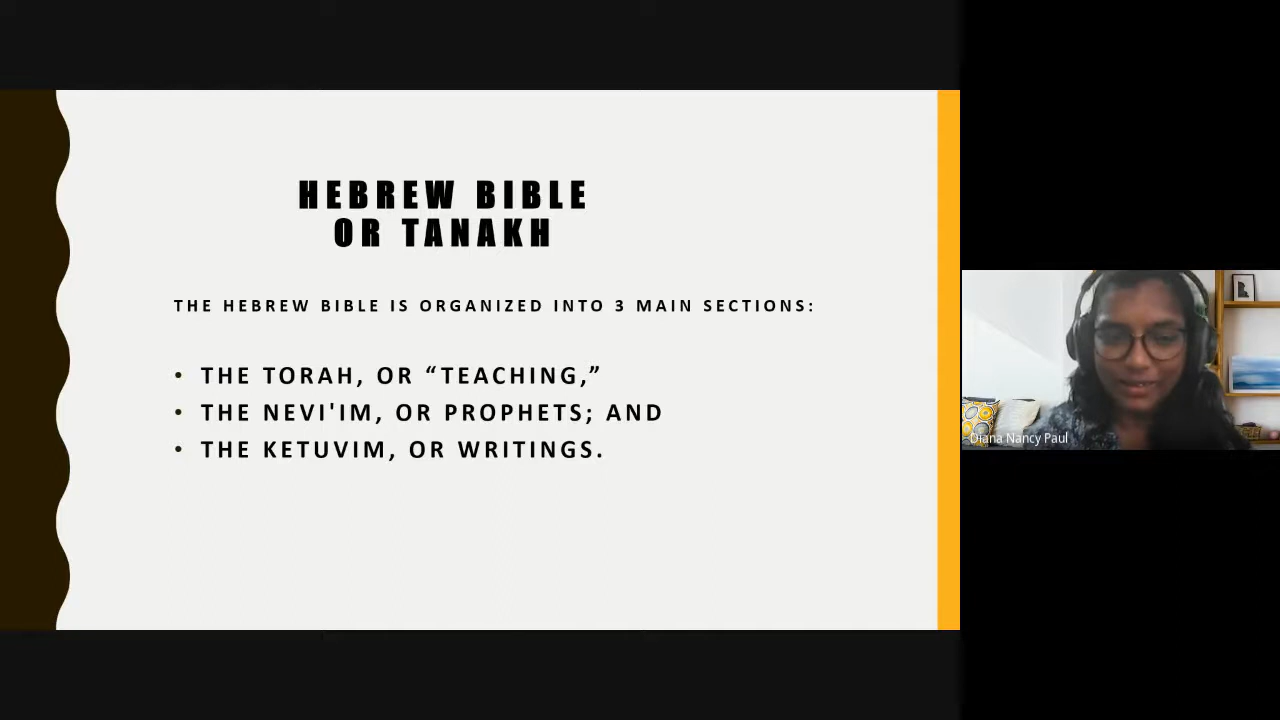 HEBREW BIBLE
OR TANAKH
THE HEBREW BIBLE IS ORGANIZED INTO 3 MAIN SECTIONS:
• THE TORAH, OR “TEACHING,”
• THE NEVI'IM, OR PROPHETS; AND
• THE KETUVIM, OR WRITINGS.
Diana Nancy Paul